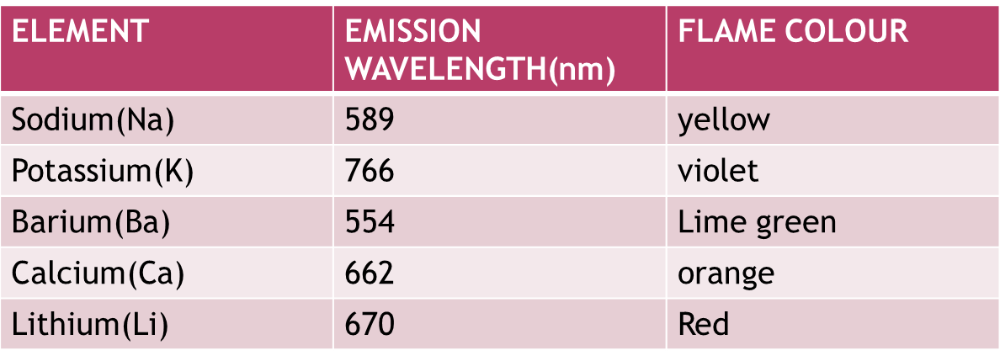 ELEMENT EMISSION WAVELENGTH(nm) FLAME COLOUR
Sodium(Na) 589 yellow
Potassium(K) 766 violet
Barium(Ba) 554 Lime green
Calcium(Ca) 662 orange
Lithium(Li) 670 Red